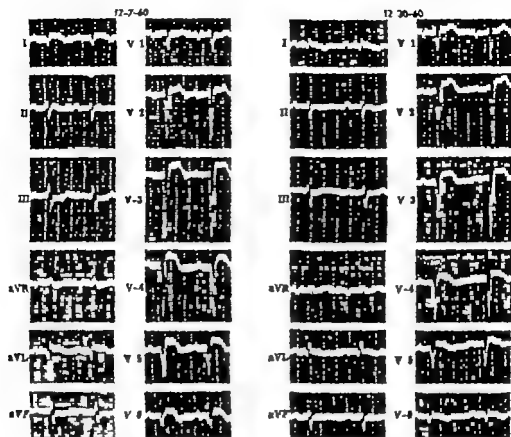 12-7-60
I V 1
II V 2
III V-3
aVR V-4
aVL V 5
aVF V 6
12 20-60
I V 1
II V 2
III V 3
aVR V-4
aVL V 5
aVF V-6